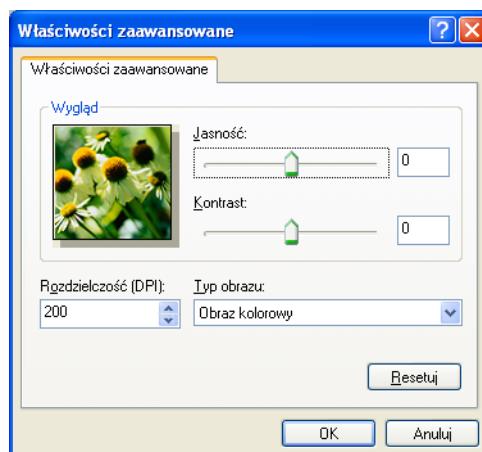 Właściwości zaawansowane
Właściwości zaawansowane
Wygląd
Jasność:
0
Kontrast:
0
Rozdzielczość (DPI): Typ obrazu:
200 Obraz kolorowy
Resetuj
OK Anuluj